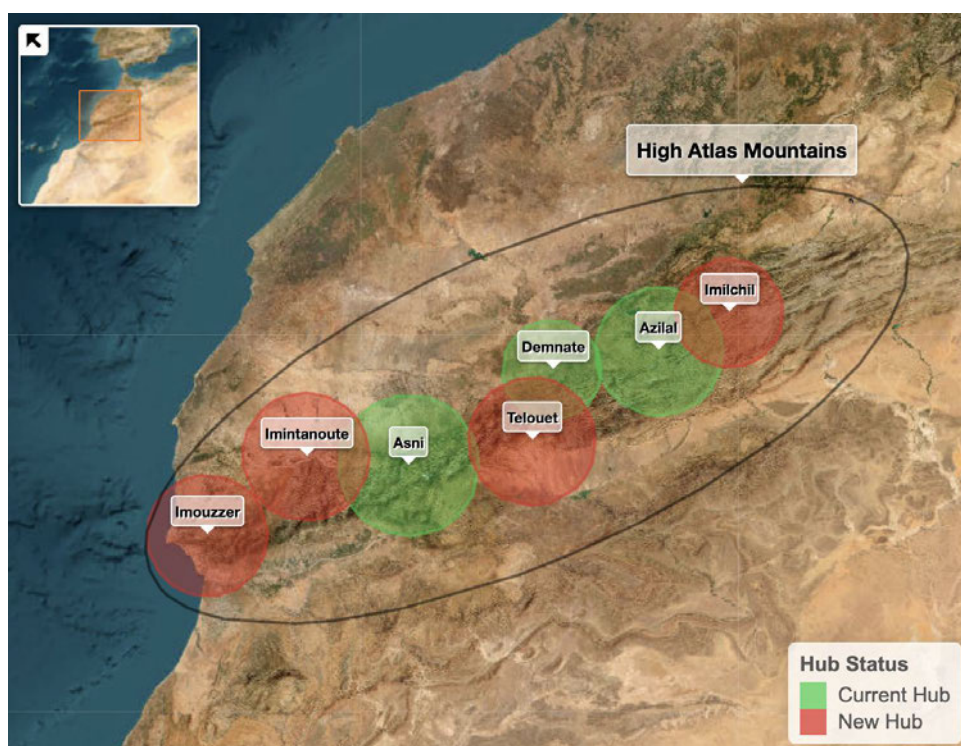 High Atlas Mountains
Imilchil
Azilal
Demnate
Telouet
Imintanoute
Asni
Imouzzer
Hub Status
Current Hub
New Hub